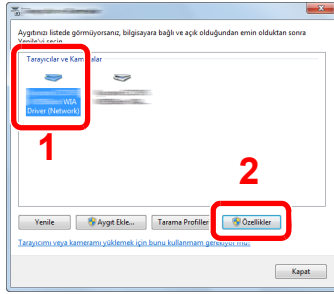 Aygıtınızı listede görmüyorsanız, bilgisayara bağlı ve açık olduğundan emin olduktan sonra
Yenile'yi seçin.
Tarayıcılar ve Kameralar
WIA
Driver (Network)
1
2
Yenile
Aygıt Ekle...
Tarama Profiller
Özellikler
Tarayıcımı veya kameramı yüklemek için bunu kullanmam gerekiyor mu?
Kapat